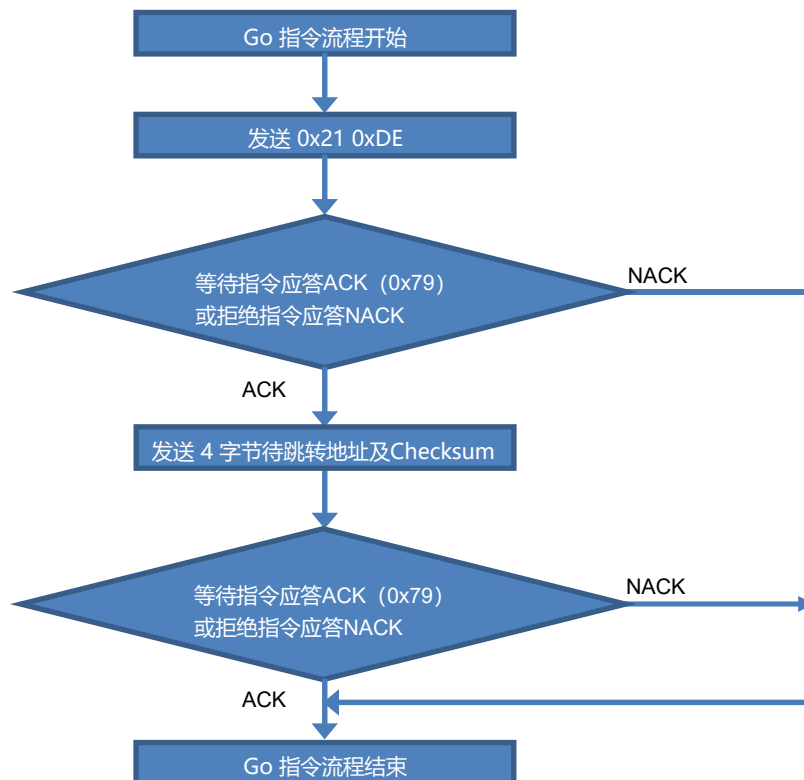 Go 指令流程开始
发送 0x21 0xDE
等待指令应答ACK（0x79）
或拒绝指令应答NACK
NACK
ACK
发送 4 字节待跳转地址及Checksum
等待指令应答ACK（0x79）
或拒绝指令应答NACK
NACK
ACK
Go 指令流程结束